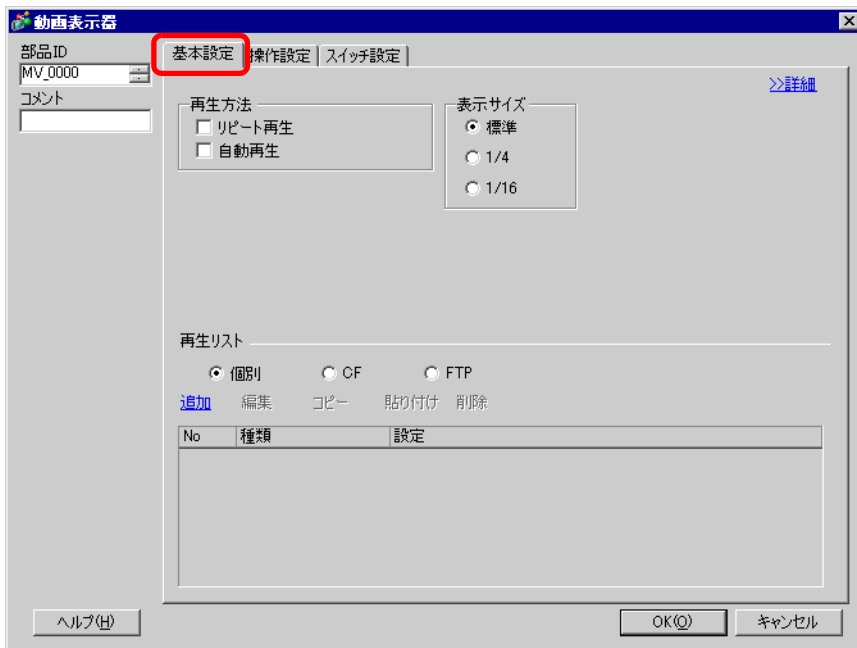 動画表示器
部品ID
MV_0000
コメント
基本設定 操作設定 スイッチ設定
>>詳細
再生方法
リピート再生
自動再生
表示サイズ
標準
1/4
1/16
再生リスト
個別 CF FTP
追加 編集 コピー 貼り付け 削除
No 種類 設定
ヘルプ(H) OK(O) キャンセル